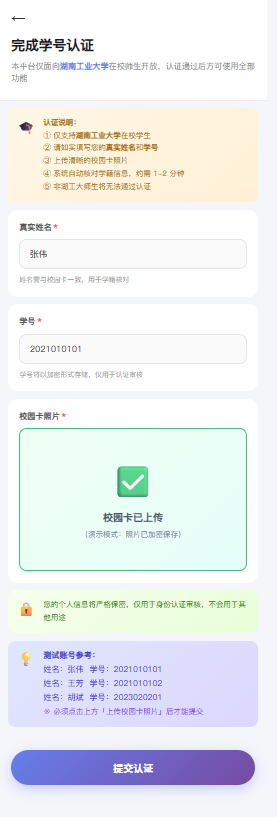 ←
完成学号认证
本平台仅面向湖南工业大学在校师生开放，认证通过后方可使用全部
功能
认证说明：
① 仅支持湖南工业大学在校学生
② 请如实填写您的真实姓名和学号
③ 上传清晰的校园卡照片
④ 系统自动核对学籍信息，约需 1-2 分钟
⑤ 非湖工大师生将无法通过认证
真实姓名 *
张伟
姓名需与校园卡一致，用于学籍核对
学号 *
2021010101
学号将以加密形式存储，仅用于认证审核
校园卡照片 *
校园卡已上传
(演示模式：照片已加密保存)
您的个人信息将严格保密，仅用于身份认证审核，不会用于其
他用途
测试账号参考：
姓名：张伟 学号：2021010101
姓名：王芳 学号：2021010102
姓名：胡斌 学号：2023020201
※ 必须点击上方「上传校园卡照片」后才能提交
提交认证